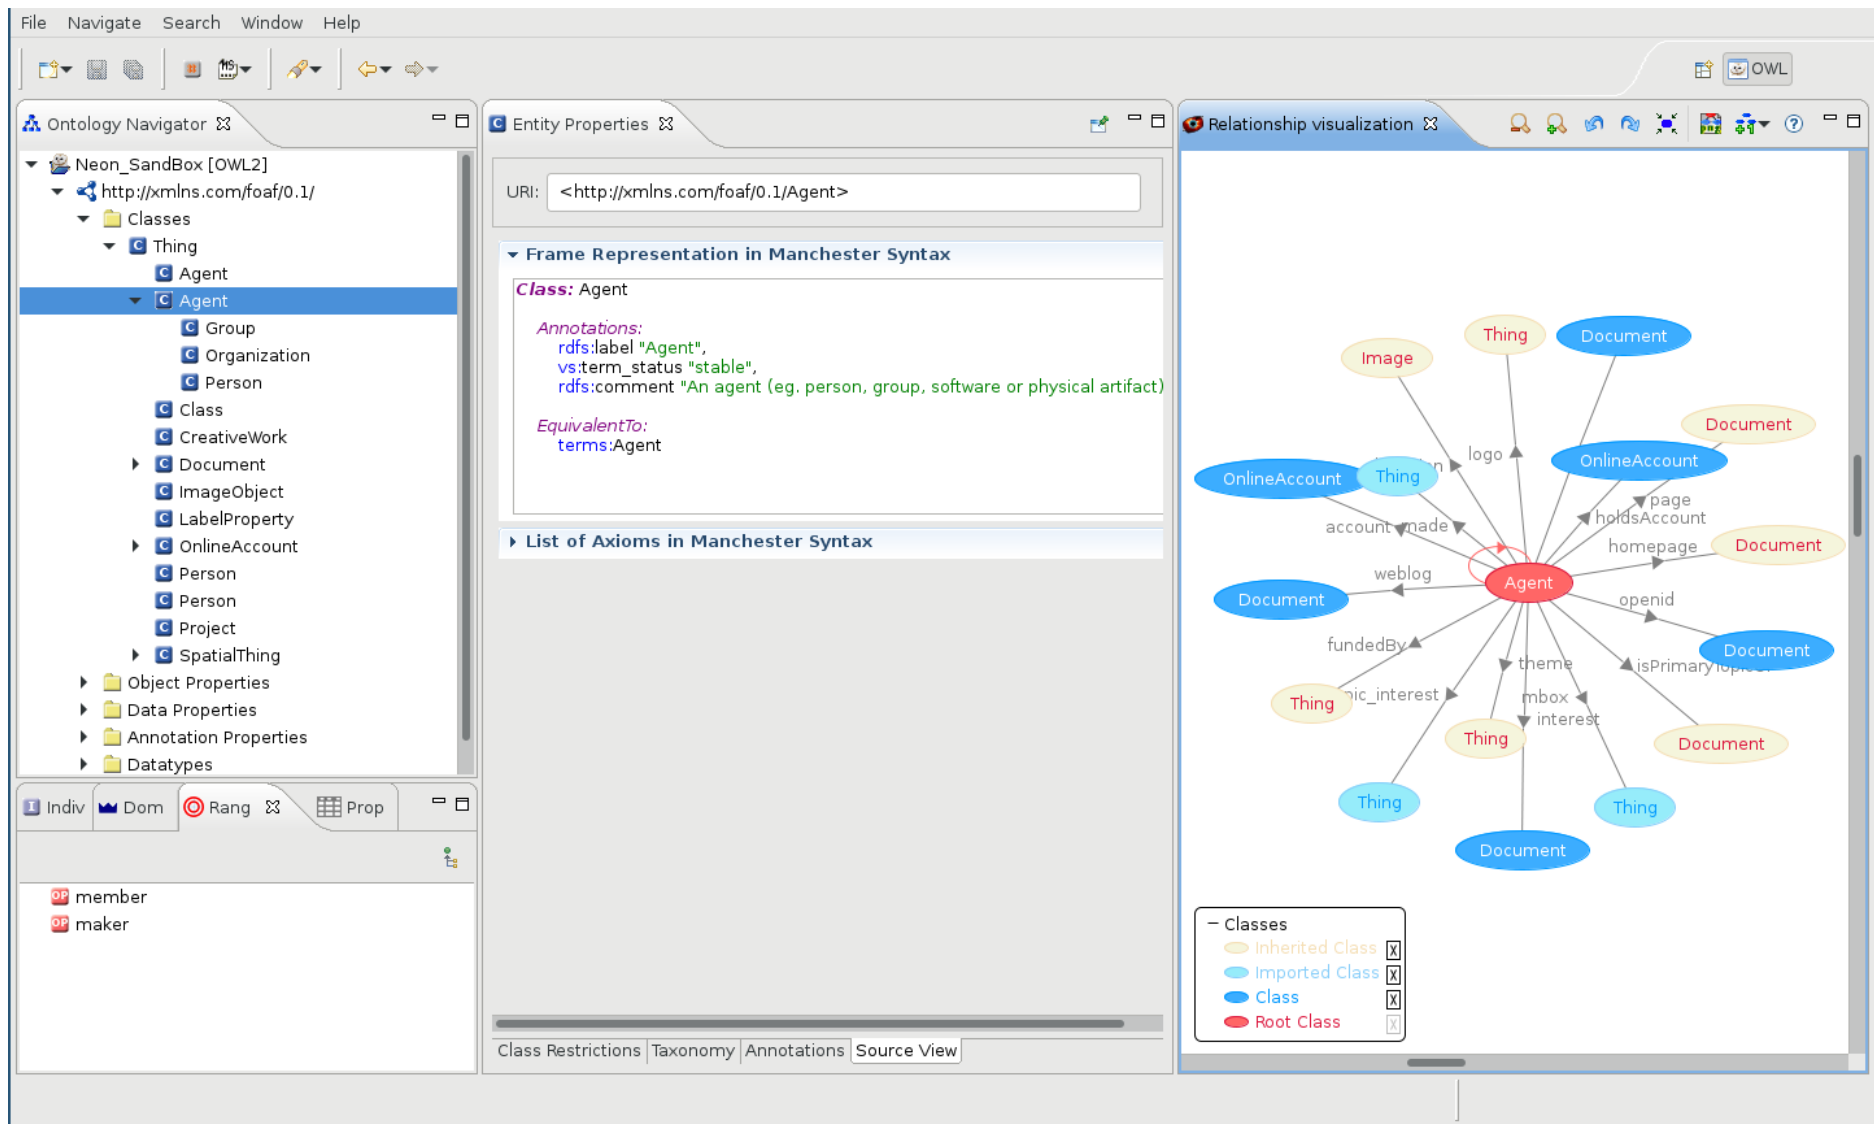 File Navigate Search Window Help
OWL
Ontology Navigator
Neon_SandBox [OWL2]
http://xmlns.com/foaf/0.1/
Classes
Thing
Agent
Agent
Group
Organization
Person
Class
CreativeWork
Document
ImageObject
LabelProperty
OnlineAccount
Person
Person
Project
SpatialThing
Object Properties
Data Properties
Annotation Properties
Datatypes
Indiv Dom Rang Prop
member
maker
Entity Properties
URI: <http://xmlns.com/foaf/0.1/Agent>
Frame Representation in Manchester Syntax
Class: Agent
Annotations:
rdfs:label "Agent",
vs:term_status "stable",
rdfs:comment "An agent (eg. person, group, software or physical artifact)
EquivalentTo:
terms:Agent
List of Axioms in Manchester Syntax
Class Restrictions Taxonomy Annotations Source View
Relationship visualization
Thing
Document
Image
Document
logo
OnlineAccount
OnlineAccount
Thing
page
holdsAccount
account
made
homepage
Document
weblog
Agent
Document
openid
fundedBy
Document
theme
isPrimaryTopicOf
pic_interest
mbox
Thing
interest
Thing
Document
Thing
Thing
Document
Classes
Inherited Class X
Imported Class X
Class X
Root Class X